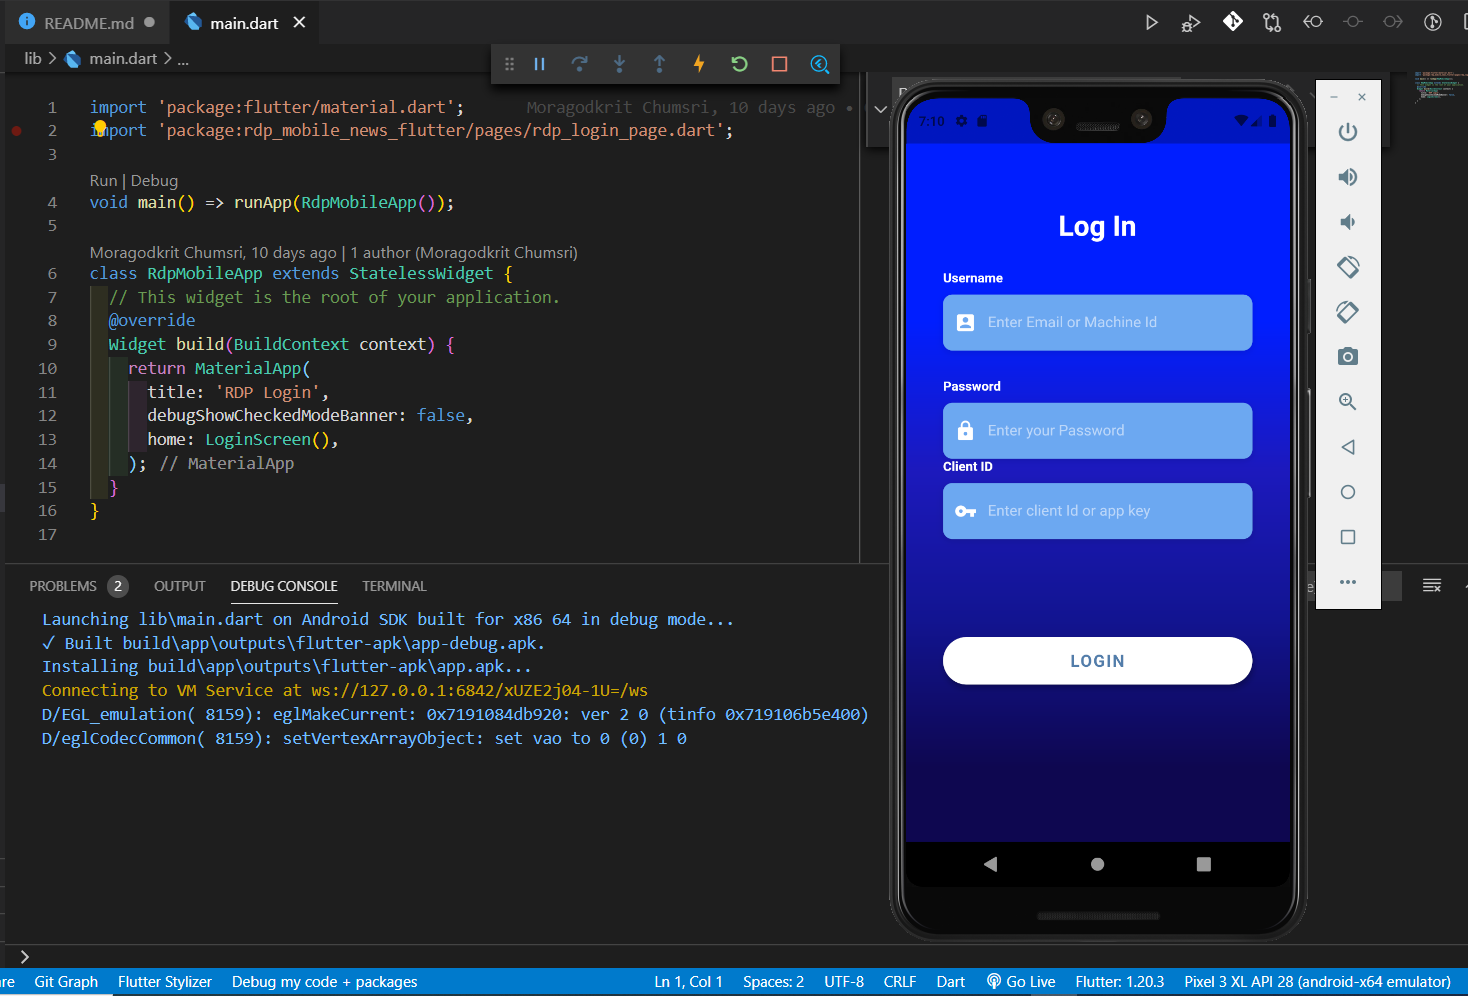 README.md
main.dart
lib > main.dart > ...
1 import 'package:flutter/material.dart'; Moragodkrit Chumsri, 10 days ago •
2 import 'package:rdp_mobile_news_flutter/pages/rdp_login_page.dart';
3
Run | Debug
4 void main() => runApp(RdpMobileApp());
5
Moragodkrit Chumsri, 10 days ago | 1 author (Moragodkrit Chumsri)
6 class RdpMobileApp extends StatelessWidget {
7 // This widget is the root of your application.
8 @override
9 Widget build(BuildContext context) {
10 return MaterialApp(
11 title: 'RDP Login',
12 debugShowCheckedModeBanner: false,
13 home: LoginScreen(),
14 ); // MaterialApp
15 }
16 }
17
PROBLEMS 2 OUTPUT DEBUG CONSOLE TERMINAL
Launching lib\main.dart on Android SDK built for x86 64 in debug mode...
✓ Built build\app\outputs\flutter-apk\app-debug.apk.
Installing build\app\outputs\flutter-apk\app.apk...
Connecting to VM Service at ws://127.0.0.1:6842/xUZE2j04-1U=/ws
D/EGL_emulation( 8159): eglMakeCurrent: 0x7191084db920: ver 2 0 (tinfo 0x719106b5e400)
D/eglCodecCommon( 8159): setVertexArrayObject: set vao to 0 (0) 1 0
7:10
Log In
Username
Enter Email or Machine Id
Password
Enter your Password
Client ID
Enter client Id or app key
LOGIN
re Git Graph Flutter Stylizer Debug my code + packages Ln 1, Col 1 Spaces: 2 UTF-8 CRLF Dart Go Live Flutter: 1.20.3 Pixel 3 XL API 28 (android-x64 emulator)